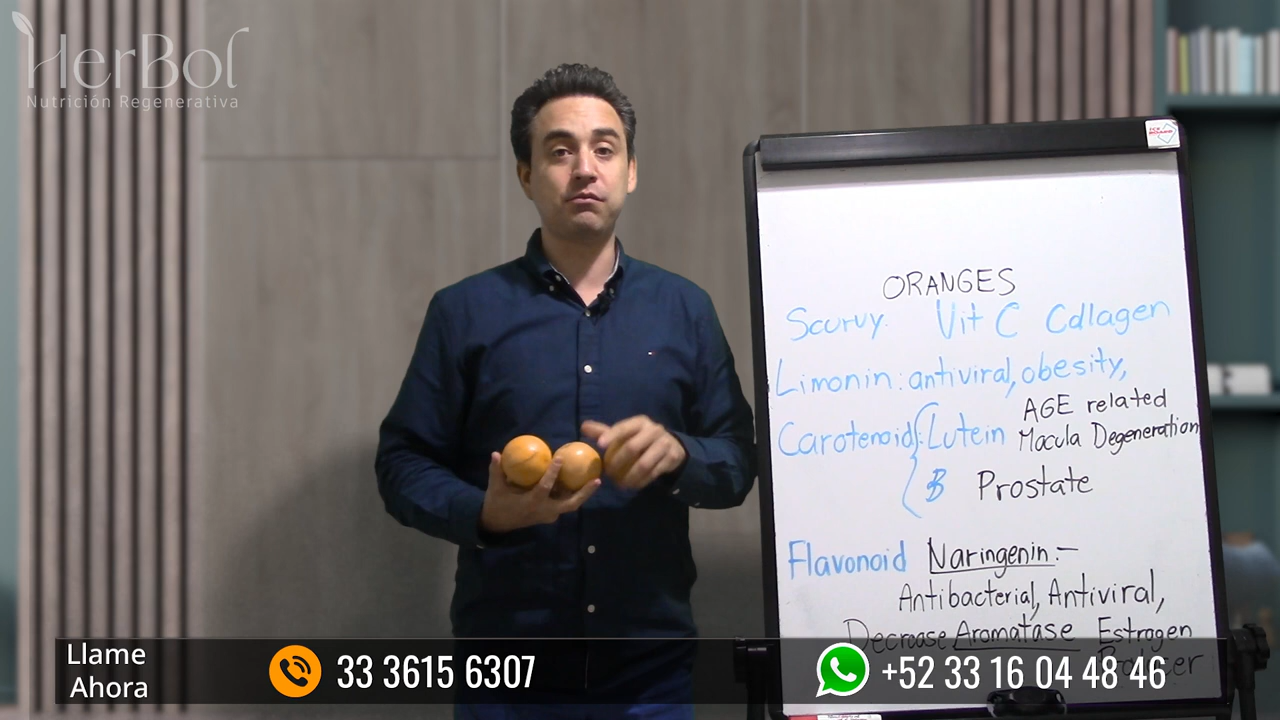 HerBol
Nutrición Regenerativa
ORANGES
Scurvy. Vit C Collagen
Limonin: antiviral, obesity,
Carotenoid: Lutein AGE related
Macula Degeneration
B Prostate
Flavonoid Naringenin:-
Antibacterial, Antiviral,
Decrease Aromatase Estrogen
Llame
Ahora
33 3615 6307
+52 33 16 04 48 46